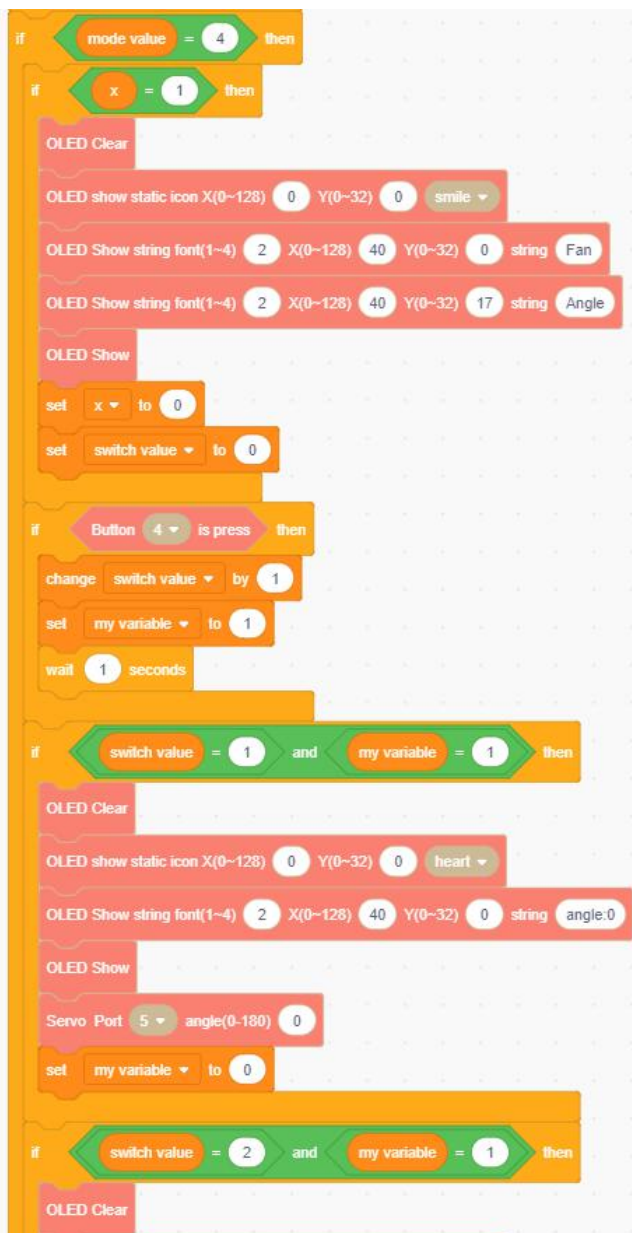 if mode value = 4 then
if x = 1 then
OLED Clear
OLED show static icon X(0~128) 0 Y(0~32) 0 smile
OLED Show string font(1~4) 2 X(0~128) 40 Y(0~32) 0 string Fan
OLED Show string font(1~4) 2 X(0~128) 40 Y(0~32) 17 string Angle
OLED Show
set x to 0
set switch value to 0
if Button 4 is press then
change switch value by 1
set my variable to 1
wait 1 seconds
if switch value = 1 and my variable = 1 then
OLED Clear
OLED show static icon X(0~128) 0 Y(0~32) 0 heart
OLED Show string font(1~4) 2 X(0~128) 40 Y(0~32) 0 string angle:0
OLED Show
Servo Port 5 angle(0-180) 0
set my variable to 0
if switch value = 2 and my variable = 1 then
OLED Clear